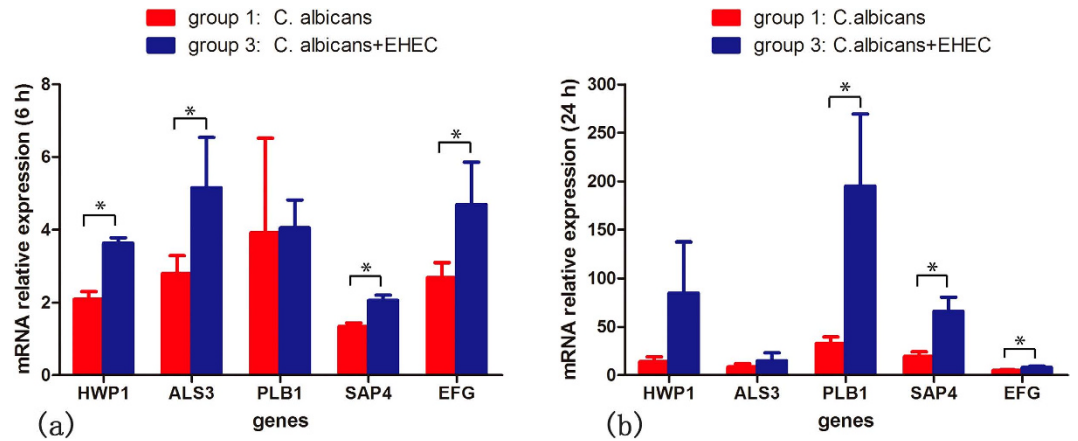 group 1: C. albicans
group 3: C. albicans+EHEC
mRNA relative expression (6 h)
8
6
4
2
0
*
*
*
*
HWP1 ALS3 PLB1 SAP4 EFG
genes
(a)
group 1: C.albicans
group 3: C.albicans+EHEC
mRNA relative expression (24 h)
300
250
200
150
100
50
0
*
*
*
HWP1 ALS3 PLB1 SAP4 EFG
genes
(b)